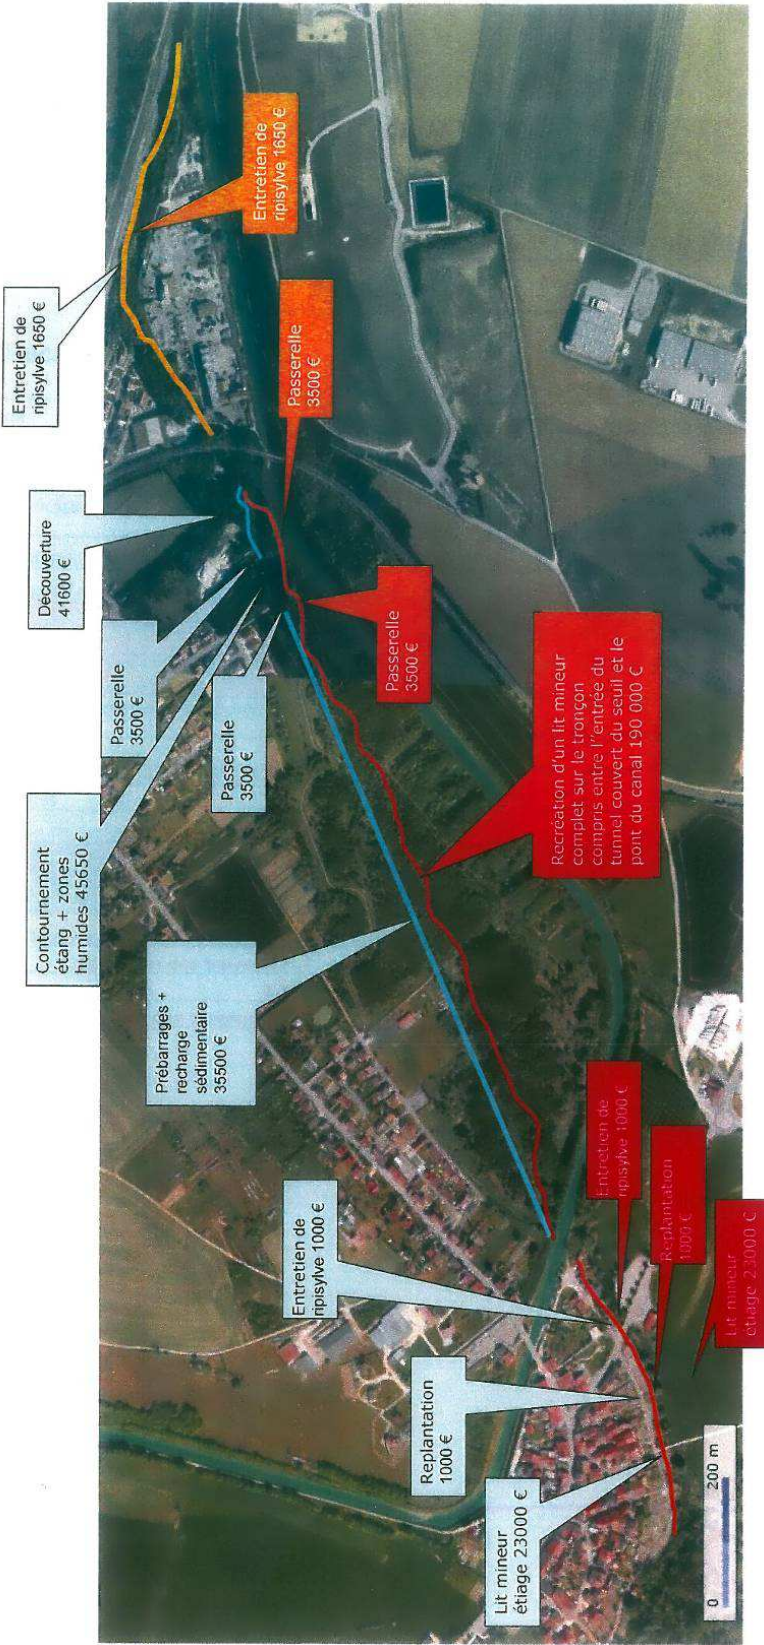 Lit mineur
étiage 23000 €
Replantation
1000 €
Entretien de
ripisylve 1000 €
Prébarrages +
recharge
sédimentaire
35500 €
Contournement
étang + zones
humides 45650 €
Passerelle
3500 €
Passerelle
3500 €
Découverture
41600 €
Entretien de
ripisylve 1650 €
Entretien de
ripisylve 1650 €
Passerelle
3500 €
Passerelle
3500 €
Recréation d'un lit mineur
complet sur le tronçon
compris entre l''entrée du
tunnel couvert du seuil et le
pont du canal 190 000 €
Entretien de
ripisylve 1000 €
Replantation
1000 €
Lit mineur
étiage 23000 €
0 200 m